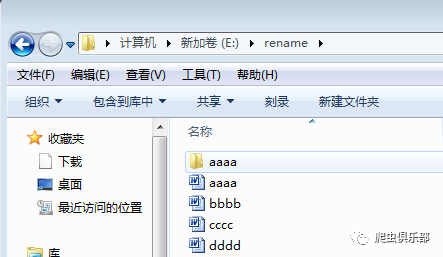 计算机 ▸ 新加卷 (E:) ▸ rename ▸
文件(F) 编辑(E) 查看(V) 工具(T) 帮助(H)
组织 包含到库中 共享 刻录 新建文件夹
收藏夹
下载
桌面
最近访问的位置
库
名称
aaaa
aaaa
bbbb
cccc
dddd
爬虫俱乐部